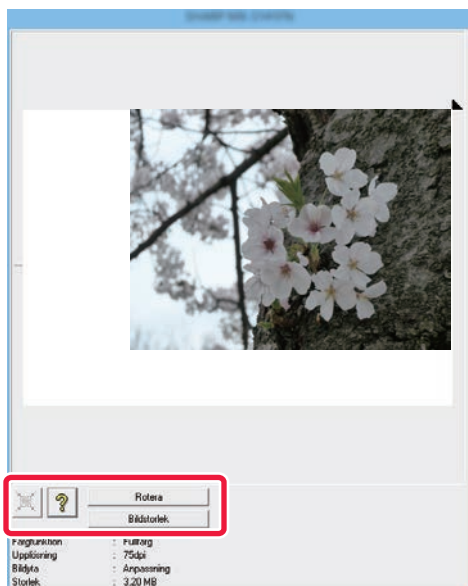 ?
Rotera
Bildstorlek
Färgfunktion : Fullfärg
Upplösning : 75dpi
Bildyta : Anpassning
Storlek : 3.20 MB